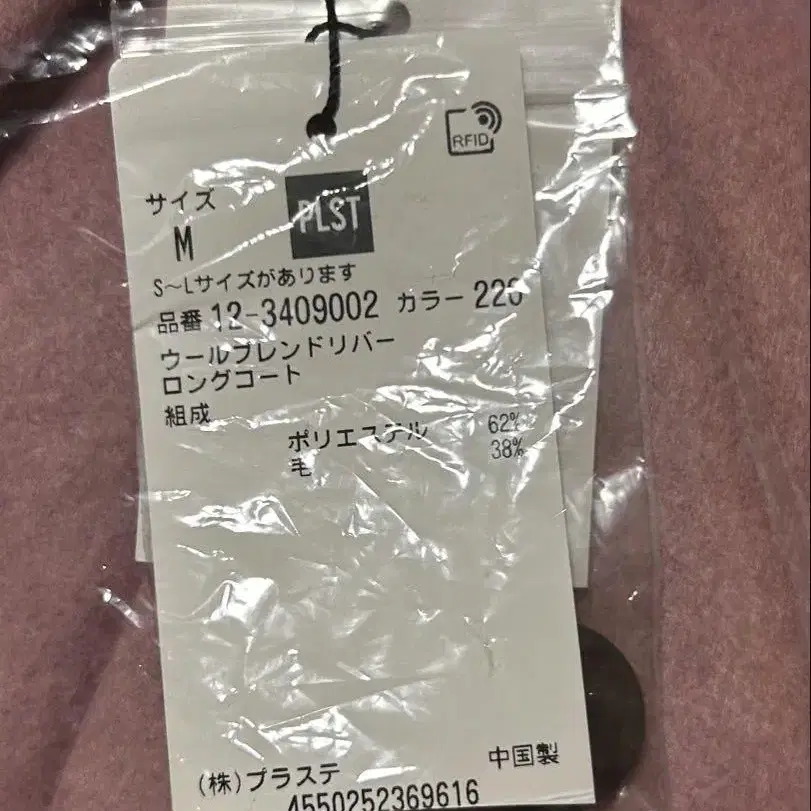 RFID
サイズ
PLST
M
S~Lサイズがあります
品番 12-3409002 カラー 226
ウールブレンドリバー
ロングコート
組成
ポリエステル 62%
毛 38%
中国製
(株)プラステ
4550252369616